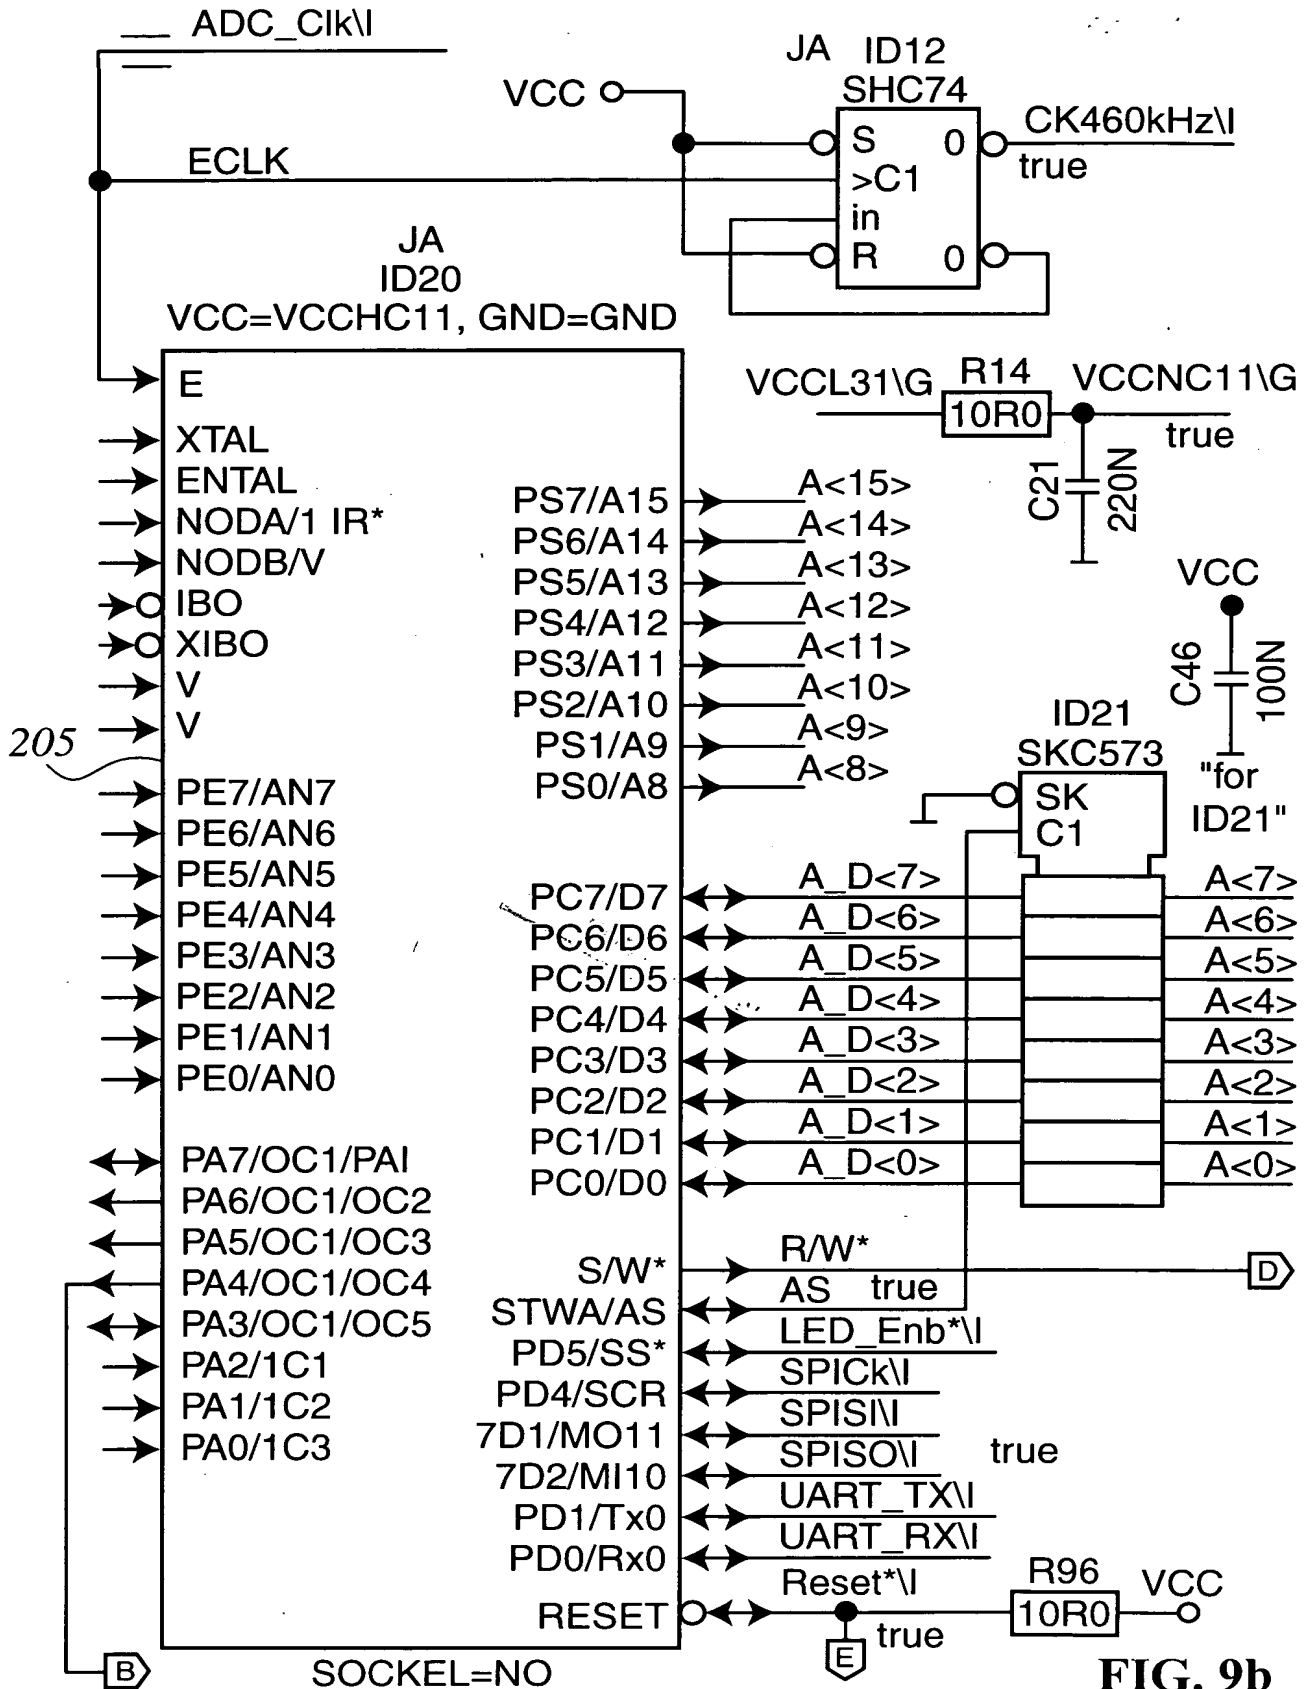 ADC_Clk\I
JA ID12
SHC74
VCC
S 0
CK460kHz\I
true
ECLK
>C1
in
R 0
JA
ID20
VCC=VCCHC11, GND=GND
E
XTAL
ENTAL
NODA/1 IR*
NODB/V
IBO
XIBO
V
V
205
PE7/AN7
PE6/AN6
PE5/AN5
PE4/AN4
PE3/AN3
PE2/AN2
PE1/AN1
PE0/AN0
PA7/OC1/PAI
PA6/OC1/OC2
PA5/OC1/OC3
PA4/OC1/OC4
PA3/OC1/OC5
PA2/1C1
PA1/1C2
PA0/1C3
B
VCCL31\G
R14
10R0
VCCNC11\G
true
C21
220N
PS7/A15 A<15>
PS6/A14 A<14>
PS5/A13 A<13>
PS4/A12 A<12>
PS3/A11 A<11>
PS2/A10 A<10>
PS1/A9 A<9>
PS0/A8 A<8>
VCC
C46
100N
"for
ID21"
ID21
SKC573
SK
C1
PC7/D7 A_D<7> A<7>
PC6/D6 A_D<6> A<6>
PC5/D5 A_D<5> A<5>
PC4/D4 A_D<4> A<4>
PC3/D3 A_D<3> A<3>
PC2/D2 A_D<2> A<2>
PC1/D1 A_D<1> A<1>
PC0/D0 A_D<0> A<0>
S/W* R/W* D
STWA/AS AS true
PD5/SS* LED_Enb*\I
PD4/SCR SPICk\I
7D1/MO11 SPISI\I
7D2/MI10 SPISO\I true
PD1/Tx0 UART_TX\I
PD0/Rx0 UART_RX\I
RESET Reset*\I
true
E
R96
10R0
VCC
SOCKEL=NO
FIG. 9b